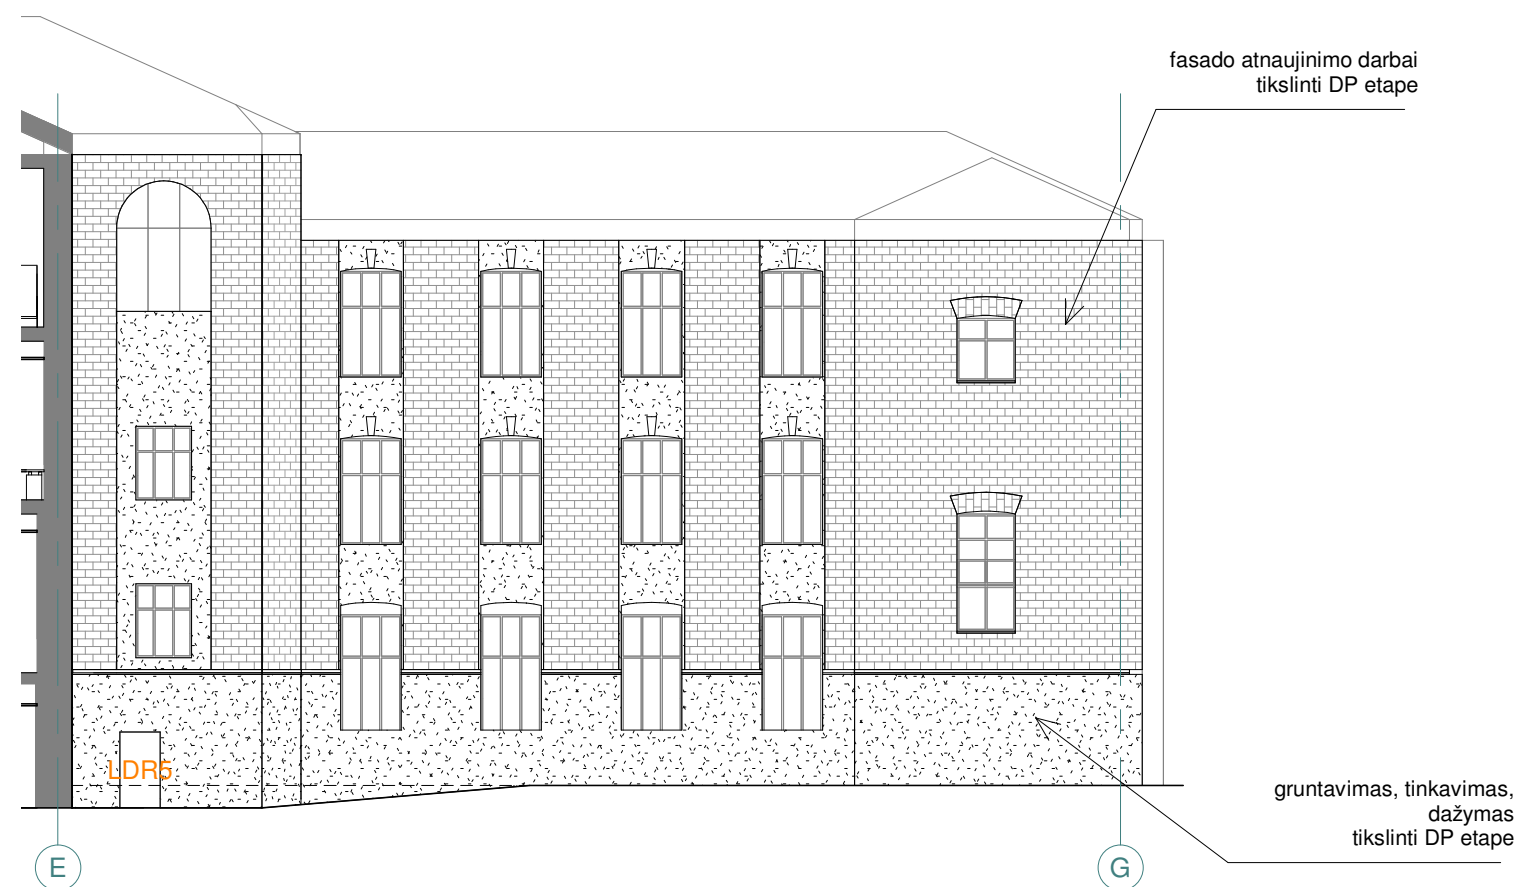 fasado atnaujinimo darbai
tikslinti DP etape
LDR5
gruntavimas, tinkavimas,
dažymas
tikslinti DP etape
E
G